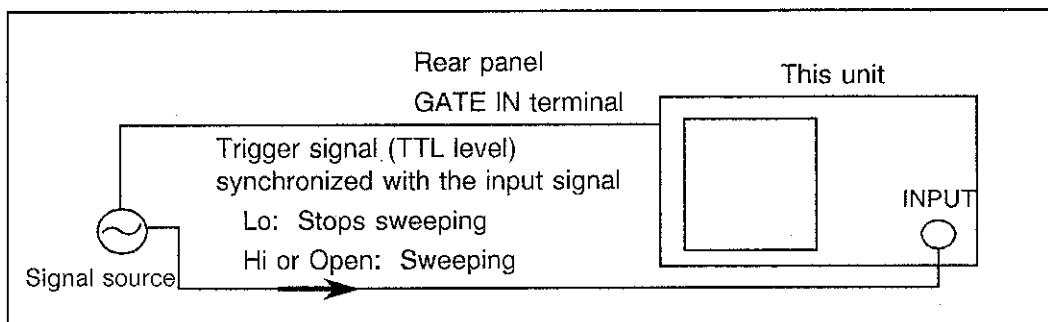 Rear panel
GATE IN terminal
This unit
Trigger signal (TTL level)
synchronized with the input signal
Lo: Stops sweeping
Hi or Open: Sweeping
INPUT
Signal source